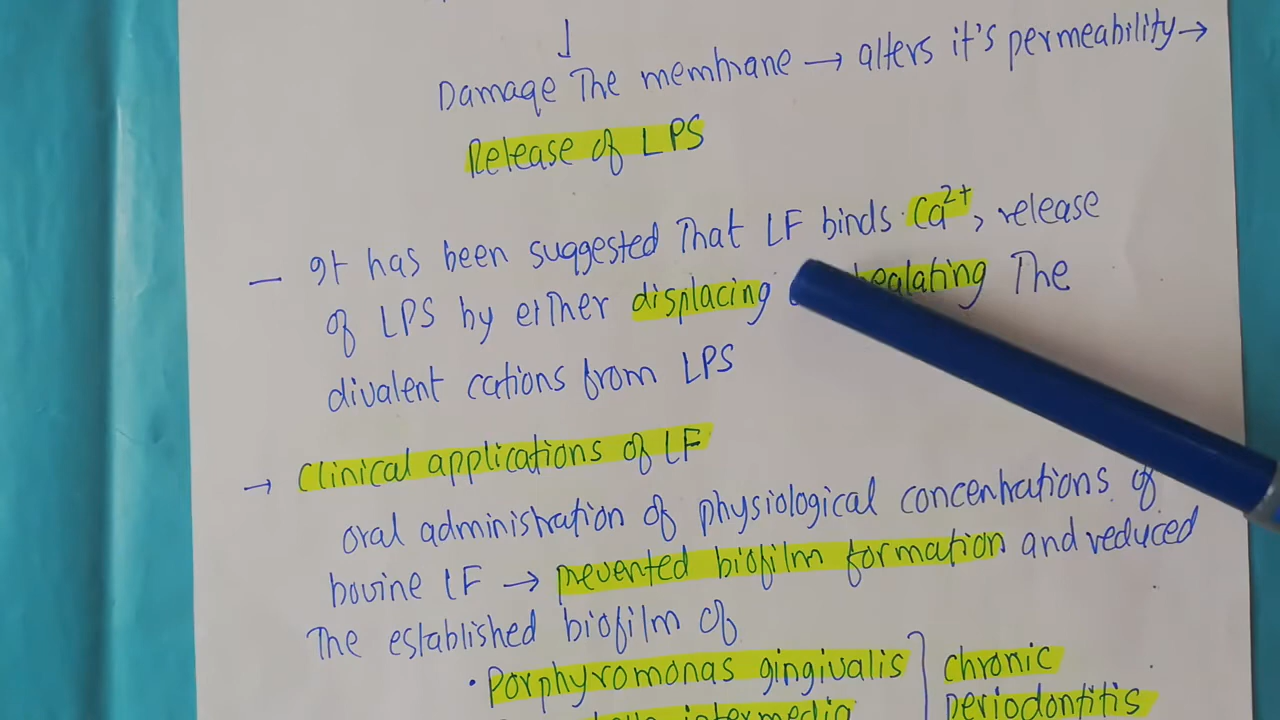 ↓
Damage The membrane → alters it's permeability →
Release of LPS
— It has been suggested That LF binds Ca²⁺, release
of LPS by either displacing The
divalent cations from LPS
→ Clinical applications of LF
oral administration of physiological concentrations of
bovine LF → prevented biofilm formation and reduced
The established biofilm of
• Porphyromonas gingivalis chronic
intermedia periodontitis